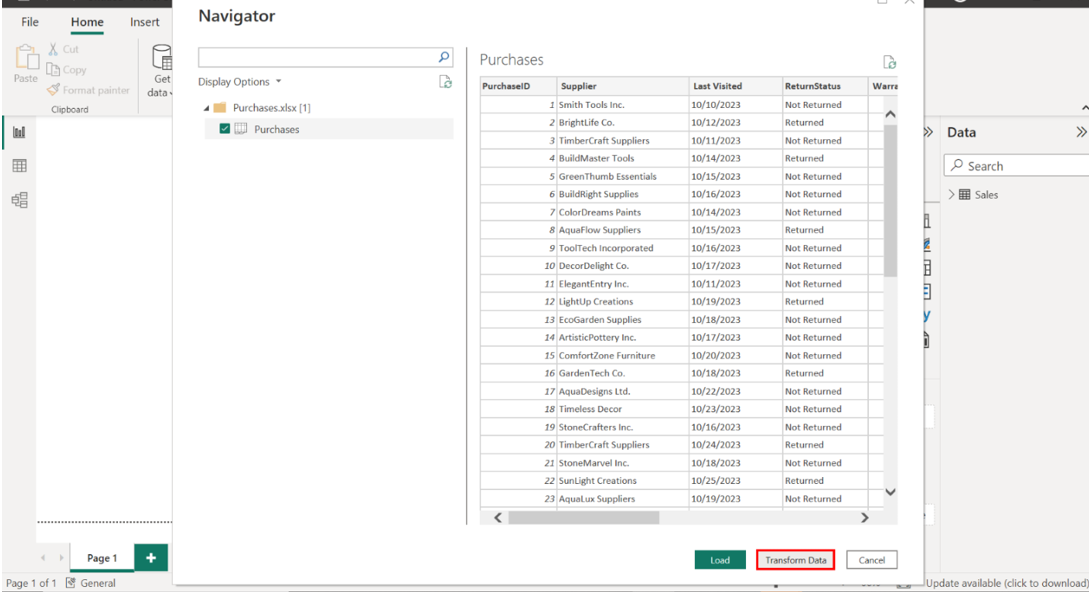 File Home Insert
Cut
Copy
Format painter
Paste
Clipboard
Get
data
Navigator
Display Options
Purchases.xlsx [1]
Purchases
Purchases
PurchaseID Supplier Last Visited ReturnStatus Warra
1 Smith Tools Inc. 10/10/2023 Not Returned
2 BrightLife Co. 10/12/2023 Returned
3 TimberCraft Suppliers 10/11/2023 Not Returned
4 BuildMaster Tools 10/14/2023 Returned
5 GreenThumb Essentials 10/15/2023 Not Returned
6 BuildRight Supplies 10/16/2023 Not Returned
7 ColorDreams Paints 10/14/2023 Not Returned
8 AquaFlow Suppliers 10/15/2023 Returned
9 ToolTech Incorporated 10/16/2023 Not Returned
10 DecorDelight Co. 10/17/2023 Not Returned
11 ElegantEntry Inc. 10/11/2023 Not Returned
12 LightUp Creations 10/19/2023 Returned
13 EcoGarden Supplies 10/18/2023 Not Returned
14 ArtisticPottery Inc. 10/17/2023 Not Returned
15 ComfortZone Furniture 10/20/2023 Not Returned
16 GardenTech Co. 10/18/2023 Returned
17 AquaDesigns Ltd. 10/22/2023 Not Returned
18 Timeless Decor 10/23/2023 Not Returned
19 StoneCrafters Inc. 10/16/2023 Not Returned
20 TimberCraft Suppliers 10/24/2023 Returned
21 StoneMarvel Inc. 10/18/2023 Not Returned
22 SunLight Creations 10/25/2023 Returned
23 AquaLux Suppliers 10/19/2023 Not Returned
Load Transform Data Cancel
Data
Search
Sales
Page 1
Page 1 of 1 General
Update available (click to download)